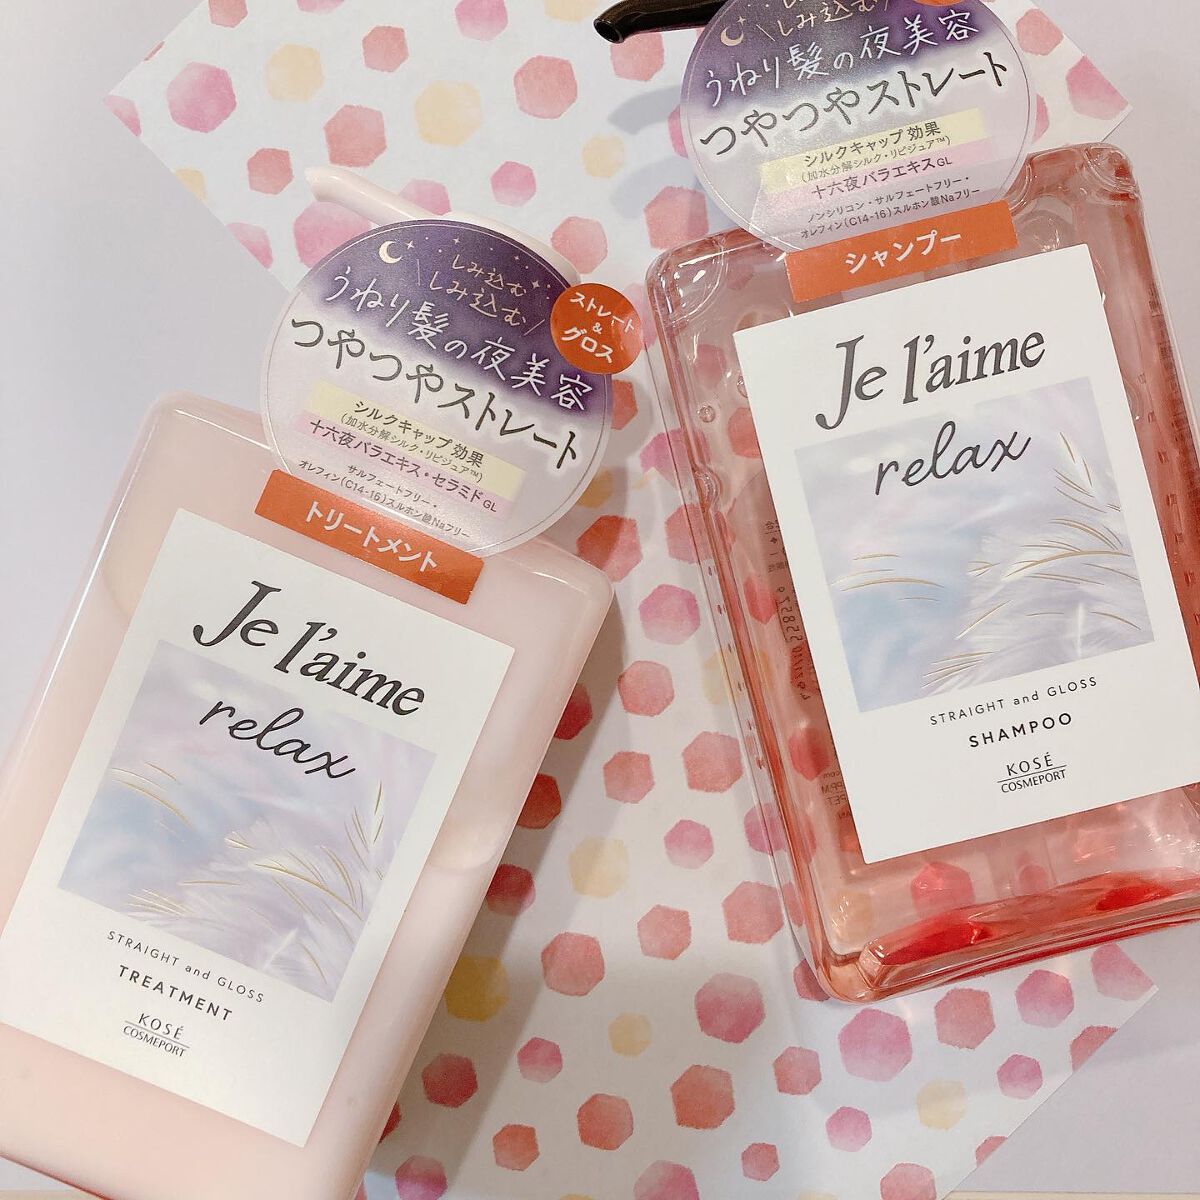 しみ込む
\しみ込む/
うねり髪の夜美容
つやつやストレート
ストレート
&
グロス
シルクキャップ効果
(加水分解シルク・リピジュア™)
十六夜バラエキス・セラミドGL
サルフェートフリー・
オレフィン(C14-16)スルホン酸Naフリー
トリートメント
Je l'aime
relax
STRAIGHT and GLOSS
TREATMENT
KOSÉ
COSMEPORT
\しみ込む/
うねり髪の夜美容
つやつやストレート
シルクキャップ効果
(加水分解シルク・リピジュア™)
十六夜バラエキスGL
ノンシリコン・サルフェートフリー・
オレフィン(C14-16)スルホン酸Naフリー
シャンプー
Je l'aime
relax
STRAIGHT and GLOSS
SHAMPOO
KOSÉ
COSMEPORT